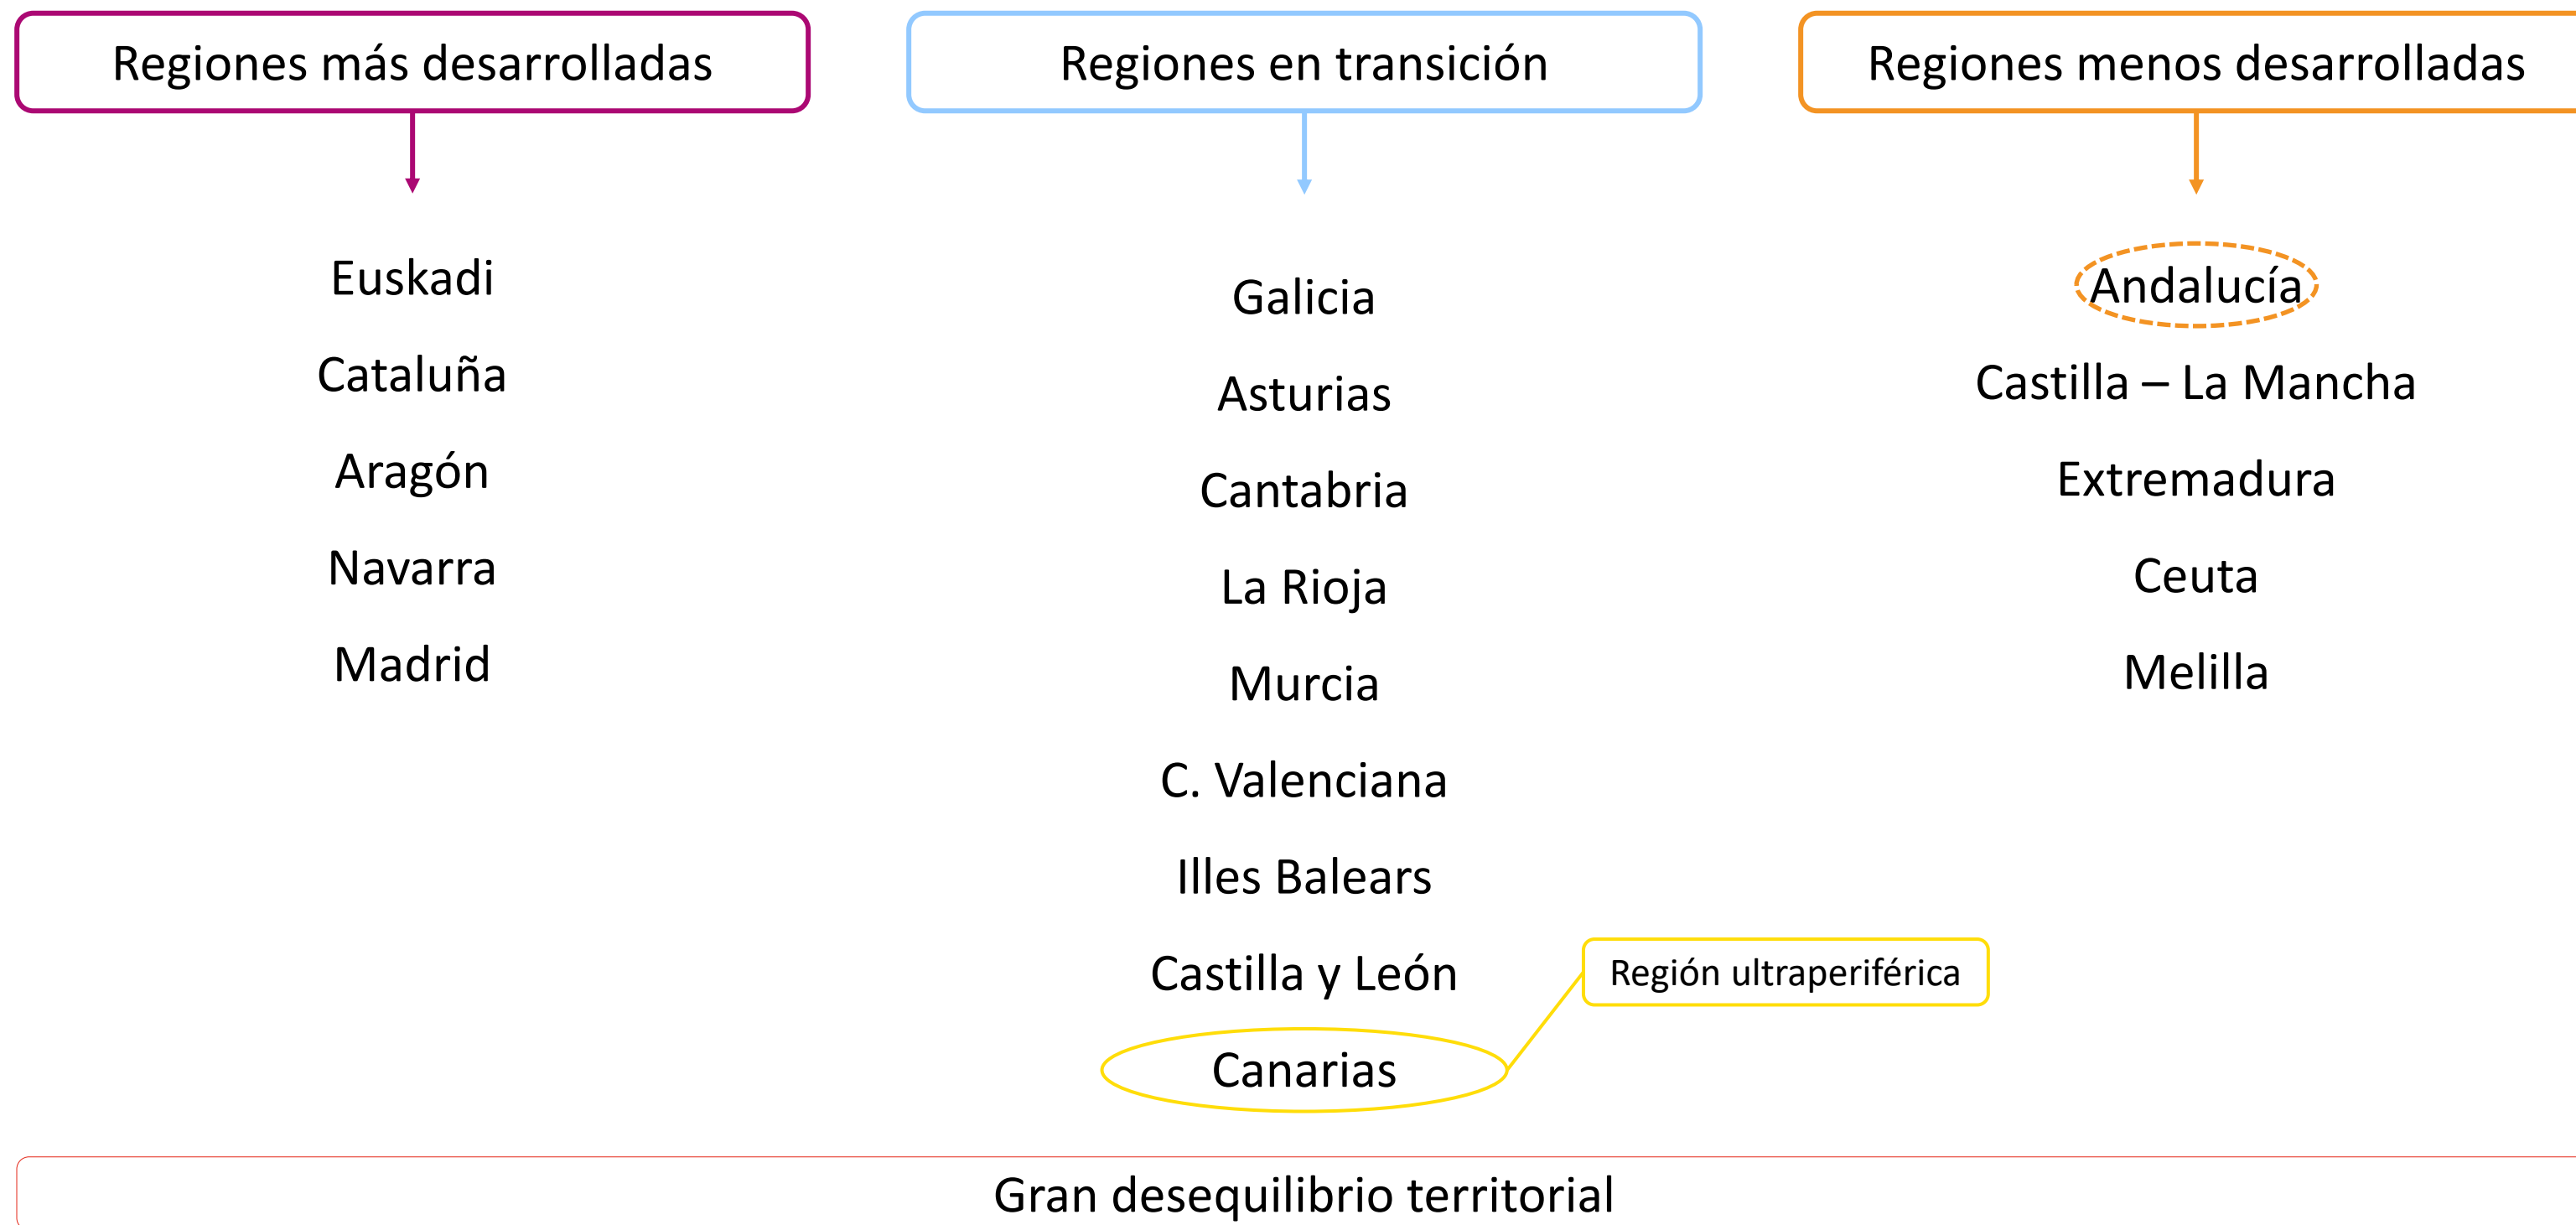 Regiones más desarrolladas
Euskadi
Cataluña
Aragón
Navarra
Madrid
Regiones en transición
Galicia
Asturias
Cantabria
La Rioja
Murcia
C. Valenciana
Illes Balears
Castilla y León
Canarias
Región ultraperiférica
Regiones menos desarrolladas
Andalucía
Castilla – La Mancha
Extremadura
Ceuta
Melilla
Gran desequilibrio territorial